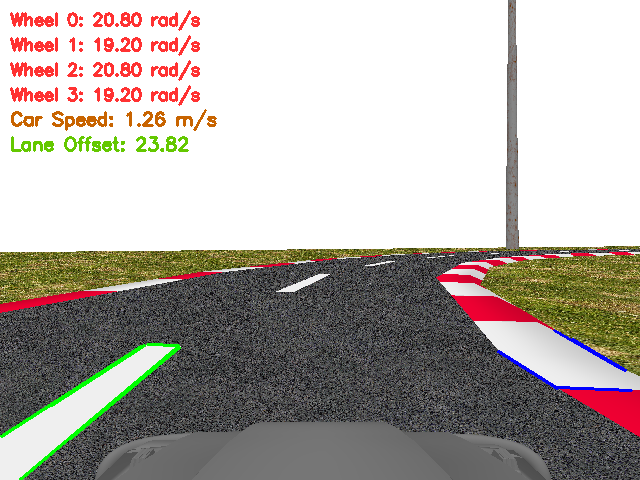 Wheel 0: 20.80 rad/s
Wheel 1: 19.20 rad/s
Wheel 2: 20.80 rad/s
Wheel 3: 19.20 rad/s
Car Speed: 1.26 m/s
Lane Offset: 23.82